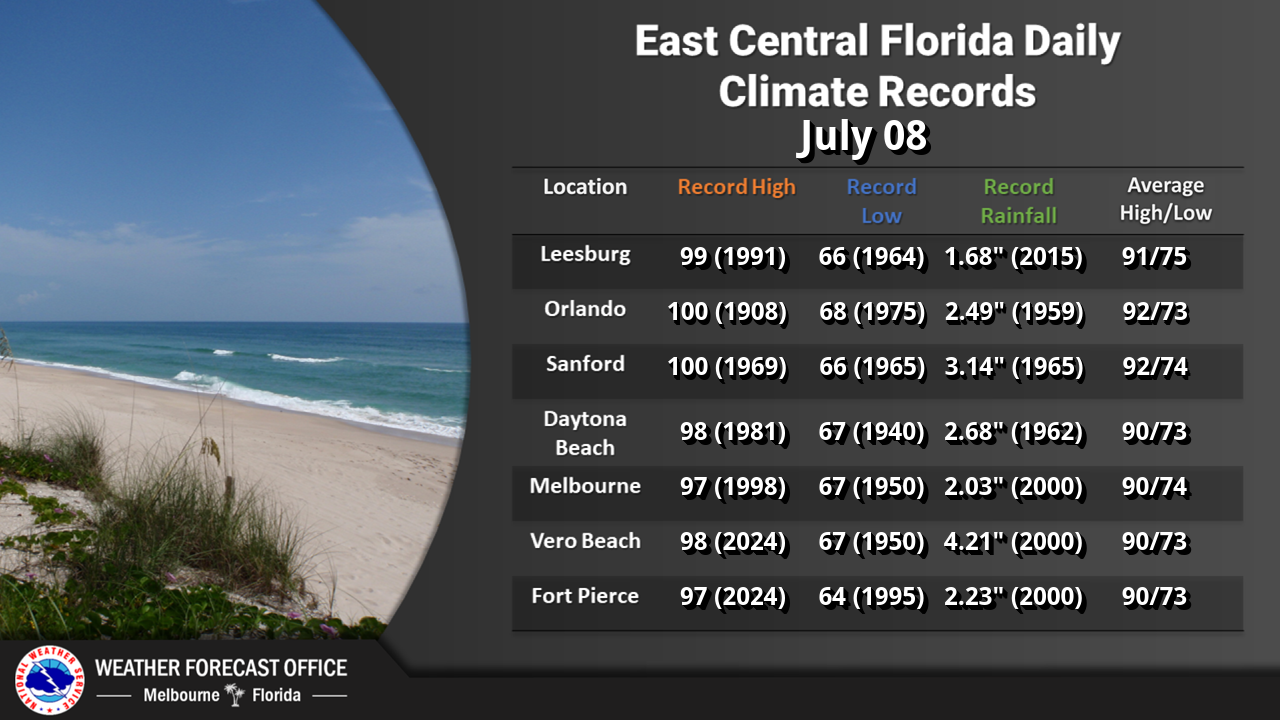 East Central Florida Daily
Climate Records
July 08
Location Record High Record Low Record Rainfall Average High/Low
Leesburg 99 (1991) 66 (1964) 1.68" (2015) 91/75
Orlando 100 (1908) 68 (1975) 2.49" (1959) 92/73
Sanford 100 (1969) 66 (1965) 3.14" (1965) 92/74
Daytona Beach 98 (1981) 67 (1940) 2.68" (1962) 90/73
Melbourne 97 (1998) 67 (1950) 2.03" (2000) 90/74
Vero Beach 98 (2024) 67 (1950) 4.21" (2000) 90/73
Fort Pierce 97 (2024) 64 (1995) 2.23" (2000) 90/73
NATIONAL WEATHER SERVICE
WEATHER FORECAST OFFICE
Melbourne Florida